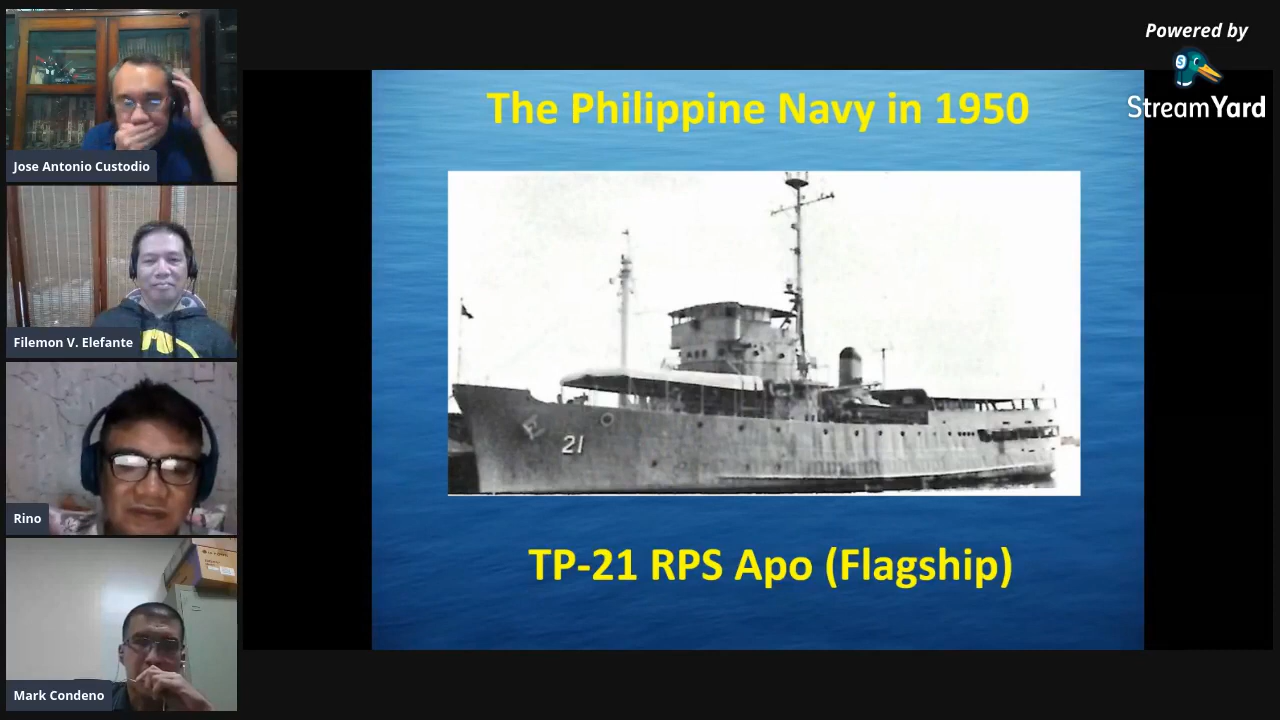 Powered by
StreamYard
Jose Antonio Custodio
Filemon V. Elefante
Rino
Mark Condeno
The Philippine Navy in 1950
21
TP-21 RPS Apo (Flagship)